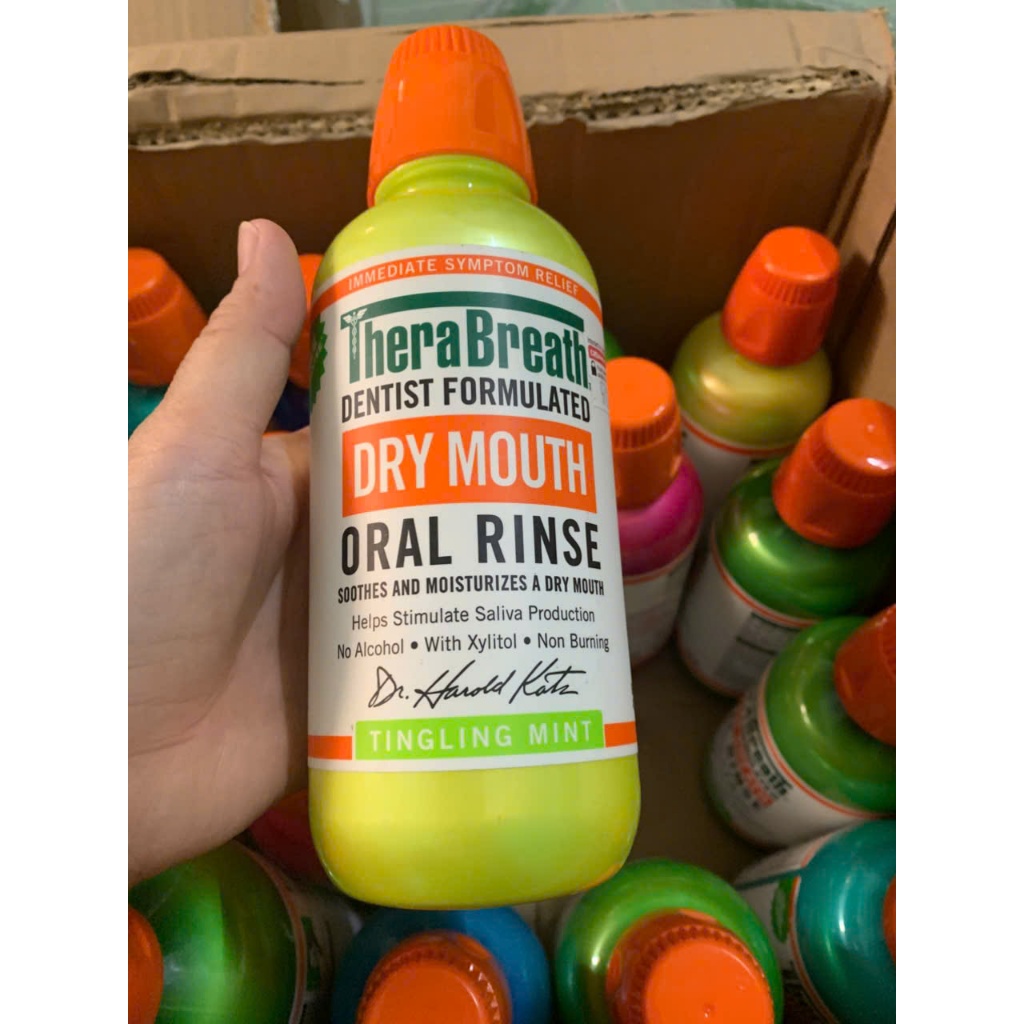 IMMEDIATE SYMPTOM RELIEF
TheraBreath
DENTIST FORMULATED
DRY MOUTH
ORAL RINSE
SOOTHES AND MOISTURIZES A DRY MOUTH
Helps Stimulate Saliva Production
No Alcohol • With Xylitol • Non Burning
Dr. Harold Katz
TINGLING MINT